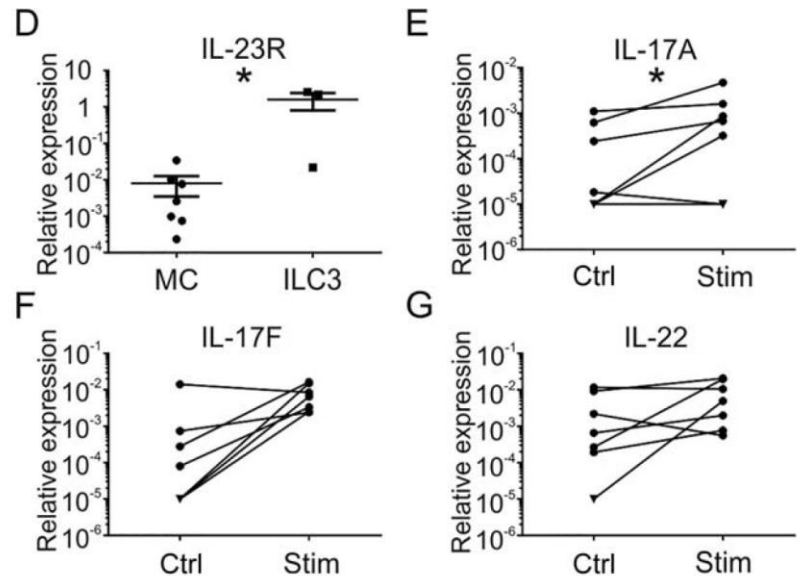 D
IL-23R
*
Relative expression
10
1
10⁻¹
10⁻²
10⁻³
10⁻⁴
MC ILC3
E
IL-17A
*
Relative expression
10⁻²
10⁻³
10⁻⁴
10⁻⁵
10⁻⁶
Ctrl Stim
F
IL-17F
Relative expression
10⁻¹
10⁻²
10⁻³
10⁻⁴
10⁻⁵
10⁻⁶
Ctrl Stim
G
IL-22
Relative expression
10⁻¹
10⁻²
10⁻³
10⁻⁴
10⁻⁵
10⁻⁶
Ctrl Stim